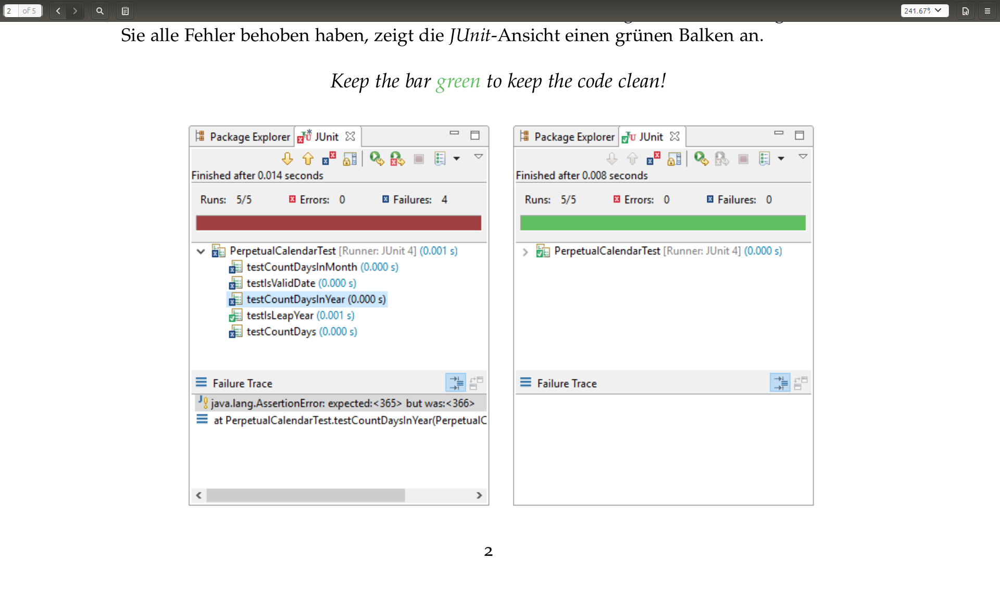 2 of 5
241.67%
Sie alle Fehler behoben haben, zeigt die JUnit-Ansicht einen grünen Balken an.
Keep the bar green to keep the code clean!
Package Explorer JUnit
Finished after 0.014 seconds
Runs: 5/5 Errors: 0 Failures: 4
PerpetualCalendarTest [Runner: JUnit 4] (0.001 s)
testCountDaysInMonth (0.000 s)
testIsValidDate (0.000 s)
testCountDaysInYear (0.000 s)
testIsLeapYear (0.001 s)
testCountDays (0.000 s)
Failure Trace
java.lang.AssertionError: expected:<365> but was:<366>
at PerpetualCalendarTest.testCountDaysInYear(PerpetualC
Package Explorer JUnit
Finished after 0.008 seconds
Runs: 5/5 Errors: 0 Failures: 0
PerpetualCalendarTest [Runner: JUnit 4] (0.000 s)
Failure Trace
2